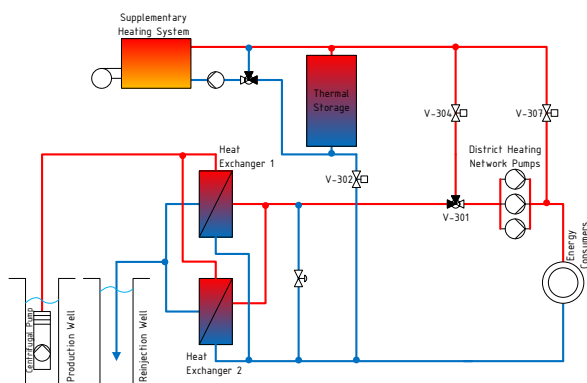 Supplementary
Heating System
Thermal
Storage
V-304
V-307
District Heating
Network Pumps
Heat
Exchanger 1
V-302
V-301
Energy
Consumers
Centrifugal Pump
Production Well
Reinjection Well
Heat
Exchanger 2